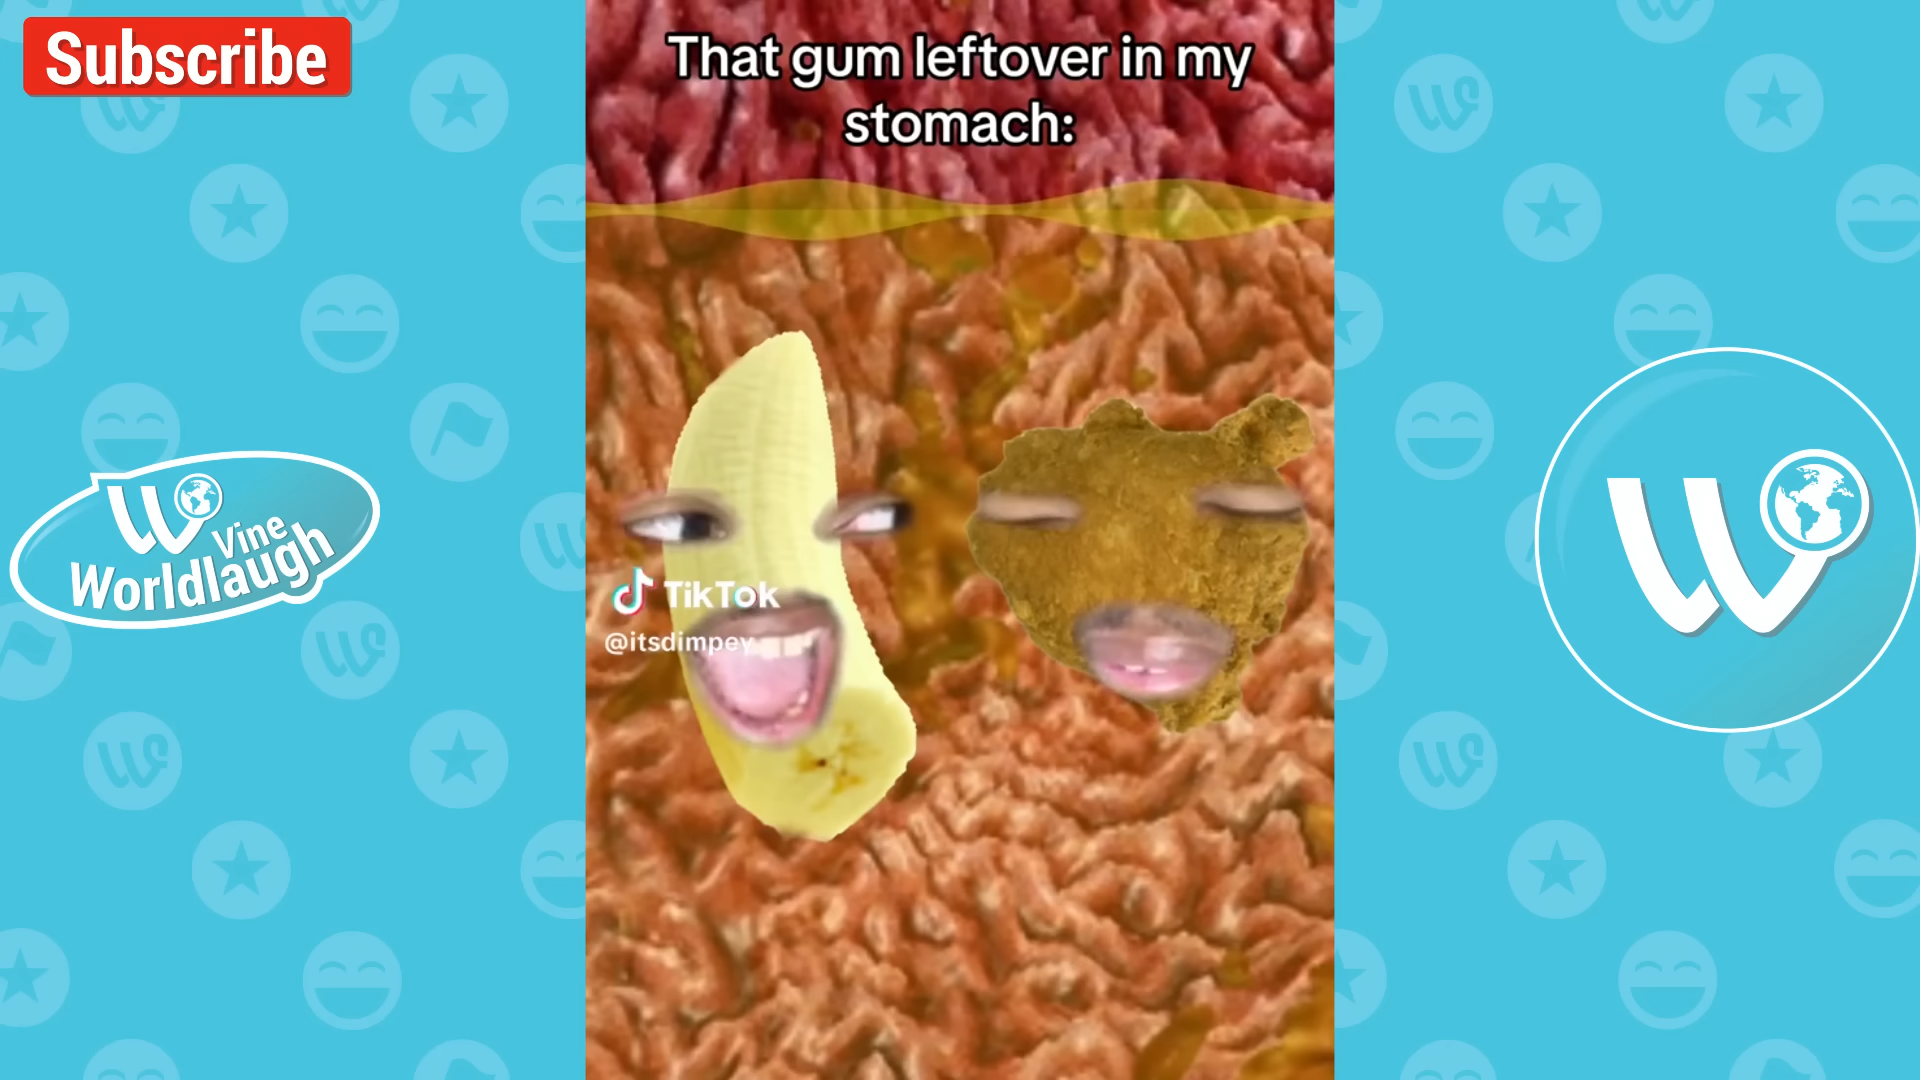 Subscribe
That gum leftover in my
stomach:
TikTok
@itsdimpey
W
Vine
Worldlaugh
W